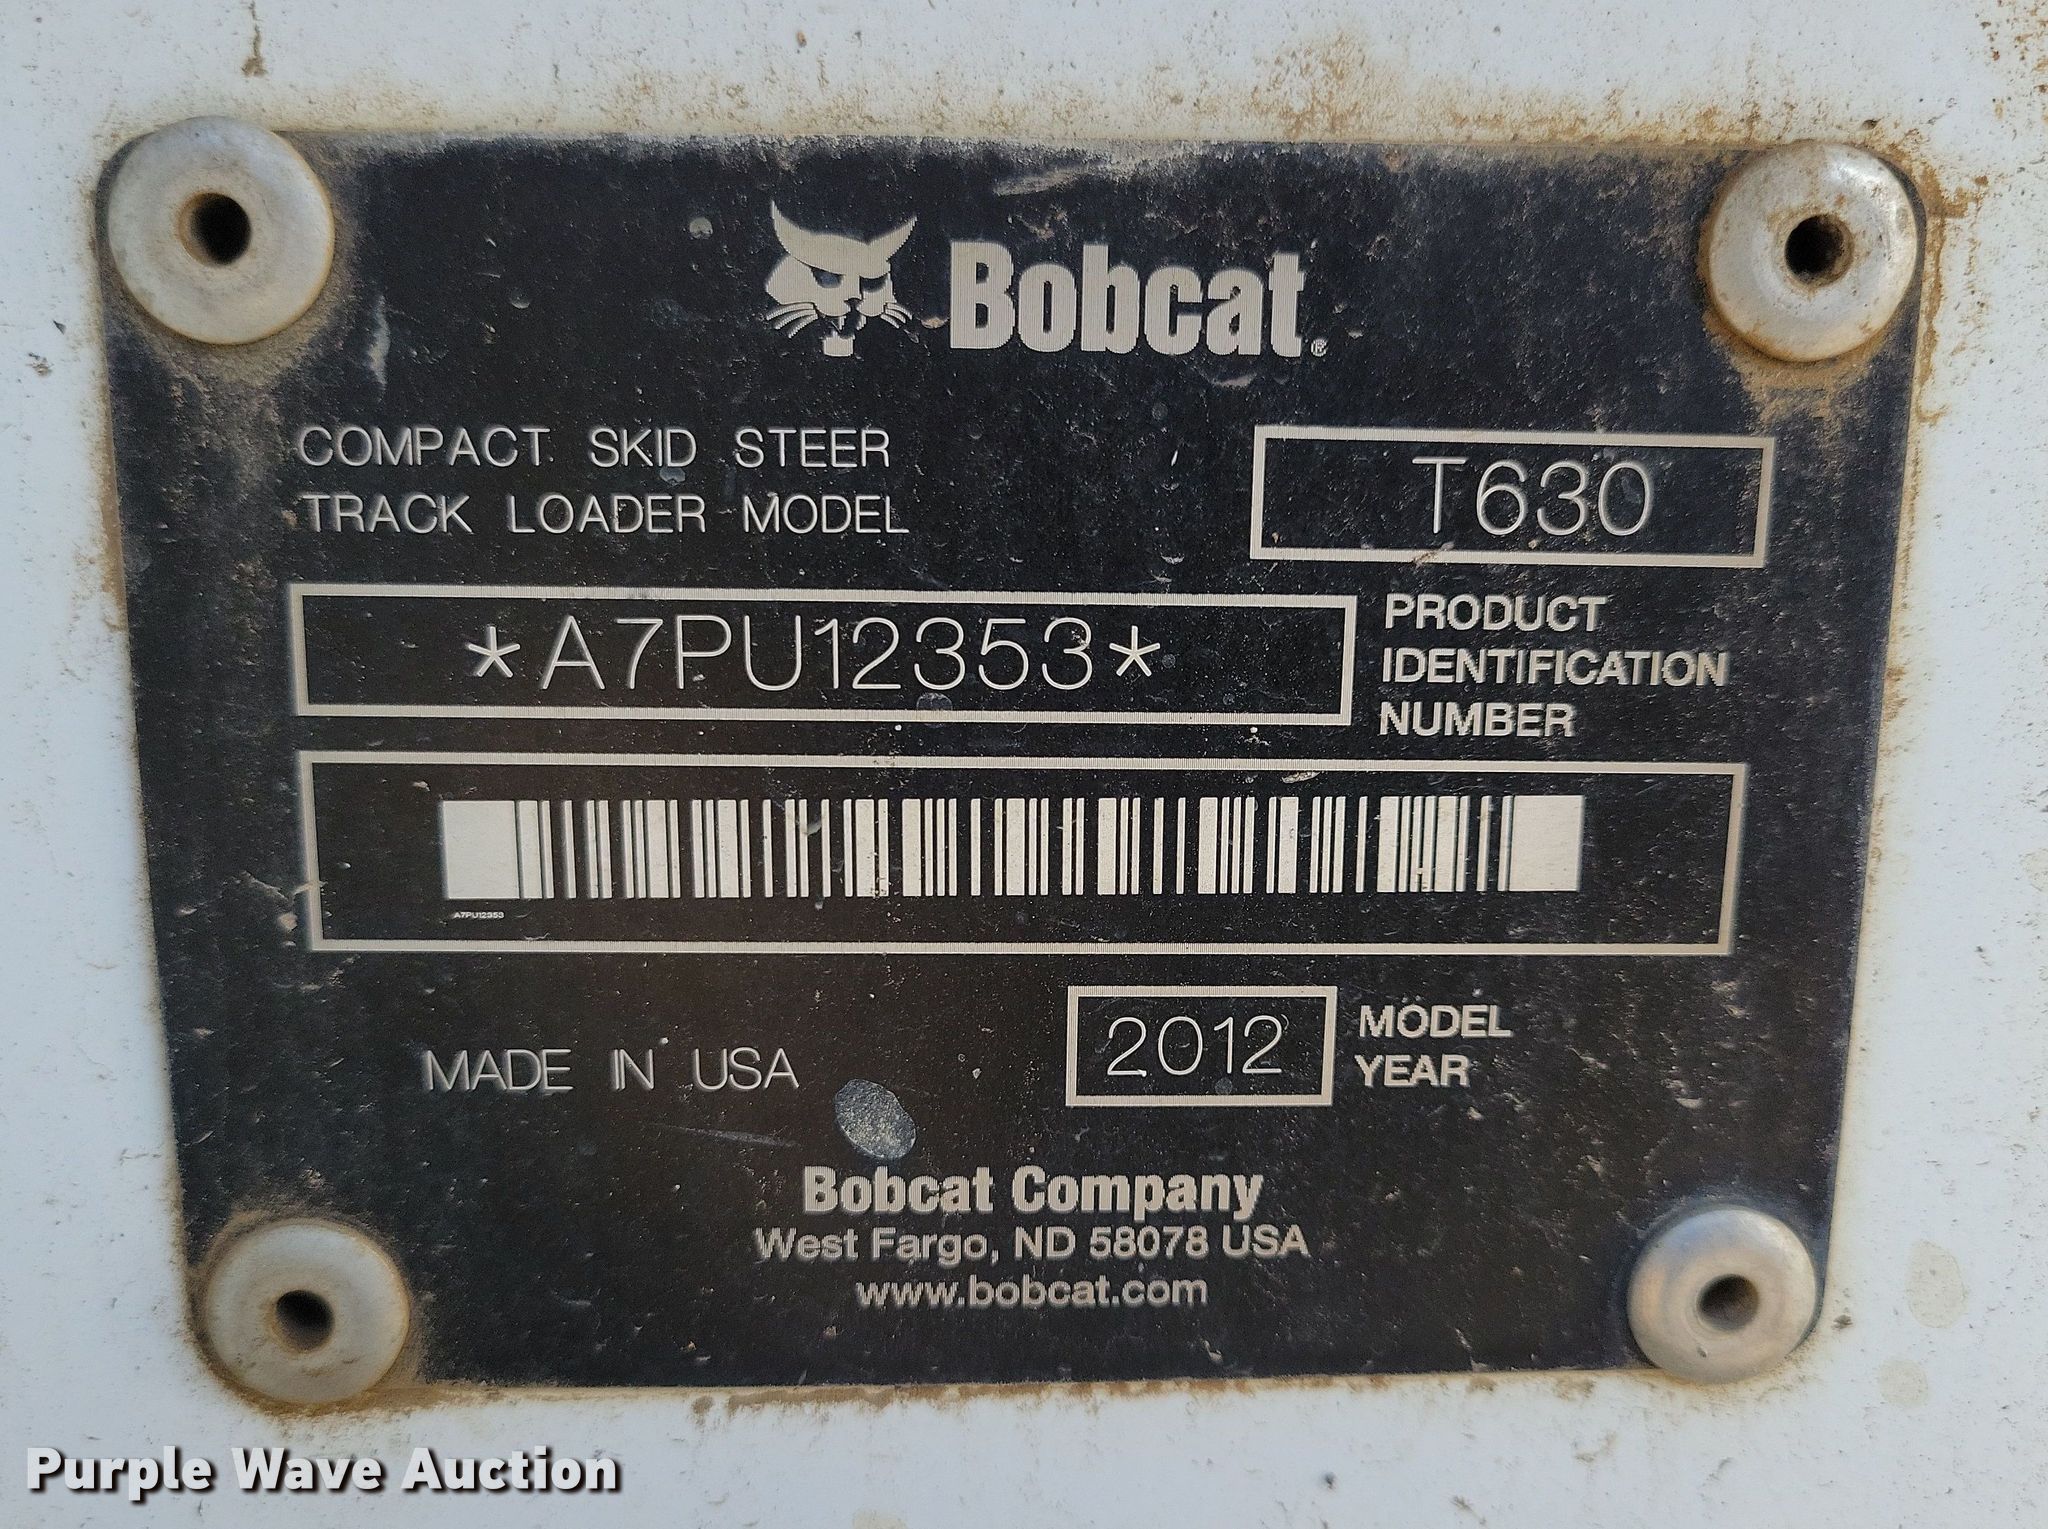 Bobcat®
COMPACT SKID STEER
TRACK LOADER MODEL
T630
*A7PU12353*
PRODUCT
IDENTIFICATION
NUMBER
A7PU12353
MADE IN USA
2012
MODEL
YEAR
Bobcat Company
West Fargo, ND 58078 USA
www.bobcat.com
Purple Wave Auction